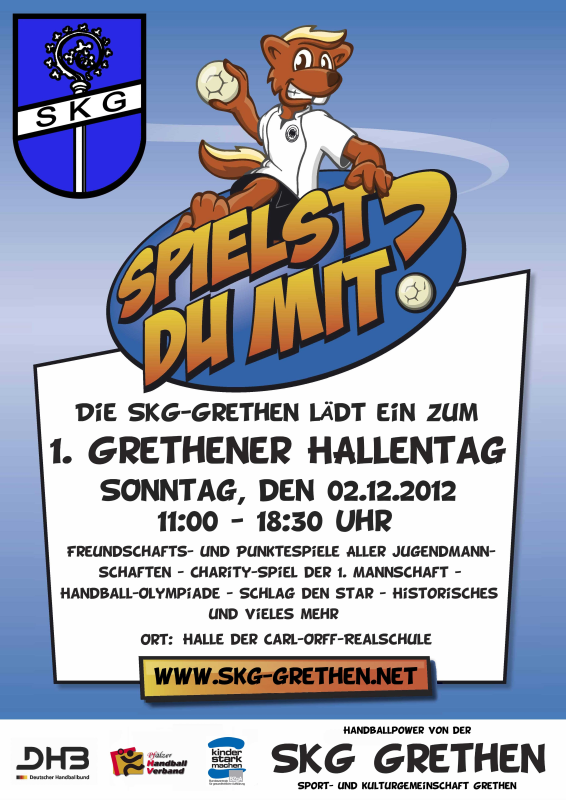 SKG
SPIELST
DU MIT?
DIE SKG-GRETHEN LÄDT EIN ZUM
1. GRETHENER HALLENTAG
SONNTAG, DEN 02.12.2012
11:00 - 18:30 UHR
FREUNDSCHAFTS- UND PUNKTESPIELE ALLER JUGENDMANN-
SCHAFTEN - CHARITY-SPIEL DER 1. MANNSCHAFT -
HANDBALL-OLYMPIADE - SCHLAG DEN STAR - HISTORISCHES
UND VIELES MEHR
ORT: HALLE DER CARL-ORFF-REALSCHULE
WWW.SKG-GRETHEN.NET
DHB
Deutscher Handballbund
Pfälzer
Handball
Verband
kinder
stark
machen
HANDBALLPOWER VON DER
SKG GRETHEN
SPORT- UND KULTURGEMEINSCHAFT GRETHEN